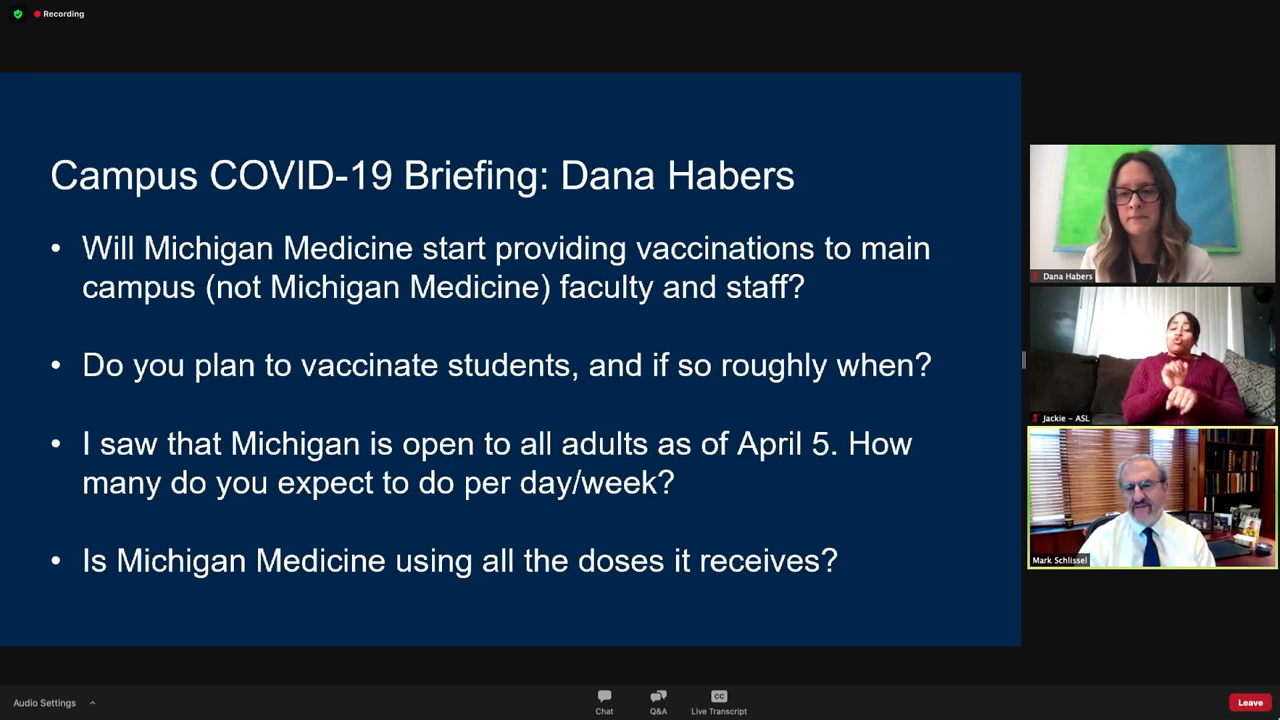 Recording
Campus COVID-19 Briefing: Dana Habers
• Will Michigan Medicine start providing vaccinations to main
campus (not Michigan Medicine) faculty and staff?
• Do you plan to vaccinate students, and if so roughly when?
• I saw that Michigan is open to all adults as of April 5. How
many do you expect to do per day/week?
• Is Michigan Medicine using all the doses it receives?
Dana Habers
Jackie – ASL
Mark Schlissel
Audio Settings
Chat
Q&A
CC
Live Transcript
Leave